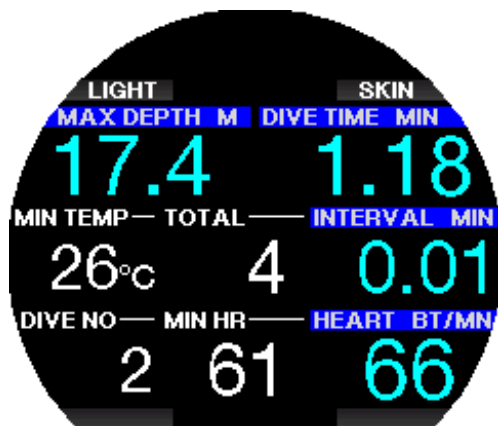 LIGHT SKIN
MAX DEPTH M DIVE TIME MIN
17.4 1.18
MIN TEMP TOTAL INTERVAL MIN
26°C 4 0.01
DIVE NO MIN HR HEART BT/MN
2 61 66